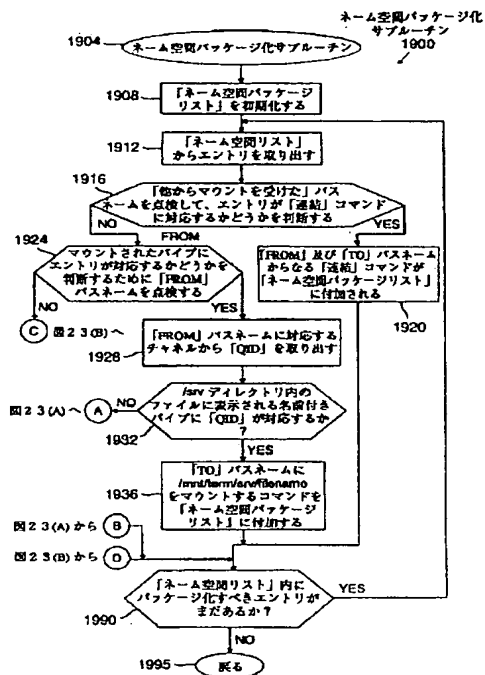 ネーム空間パッケージ化
サブルーチン
1900
1904
ネーム空間パッケージ化サブルーチン
1908
「ネーム空間パッケージ
リスト」を初期化する
1912
「ネーム空間リスト」
からエントリを取り出す
1916
「他からマウントを受けた」パス
ネームを点検して、エントリが「連結」コマンド
に対応するかどうかを判断する
NO
YES
FROM
1924
マウントされたパイプに
エントリが対応するかどうかを
判断するために「FROM」
パスネームを点検する
NO
YES
「FROM」及び「TO」パスネーム
からなる「連結」コマンドが
「ネーム空間パッケージリスト」
に付加される
1920
C 図23(B)へ
1928
「FROM」パスネームに対応する
チャネルから「QID」を取り出す
図23(A)へ A
NO
/srv ディレクトリ内の
ファイルに表示される名前付き
パイプに「QID」が対応するか
?
1932
YES
1936
「TO」パスネームに
/mnt/term/srv/filename
をマウントするコマンドを
「ネーム空間パッケージ
リスト」に付加する
図23(A)から B
図23(B)から D
「ネーム空間リスト」内に
パッケージ化すべきエントリが
まだあるか?
YES
1990
NO
1995
戻る